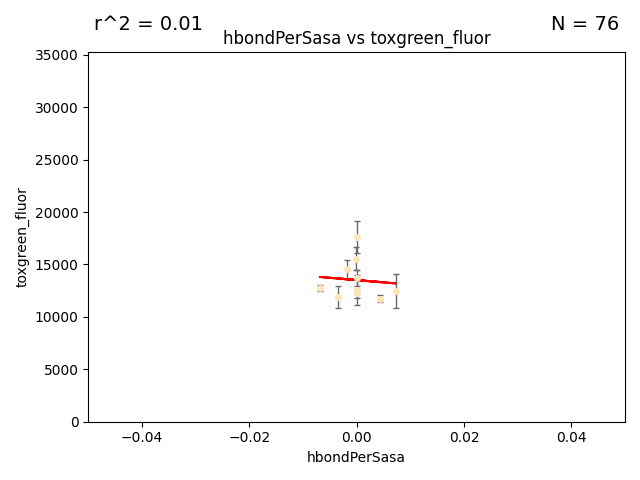 r^2 = 0.01
N = 76
hbondPerSasa vs toxgreen_fluor
toxgreen_fluor
35000
30000
25000
20000
15000
10000
5000
0
−0.04
−0.02
0.00
0.02
0.04
hbondPerSasa